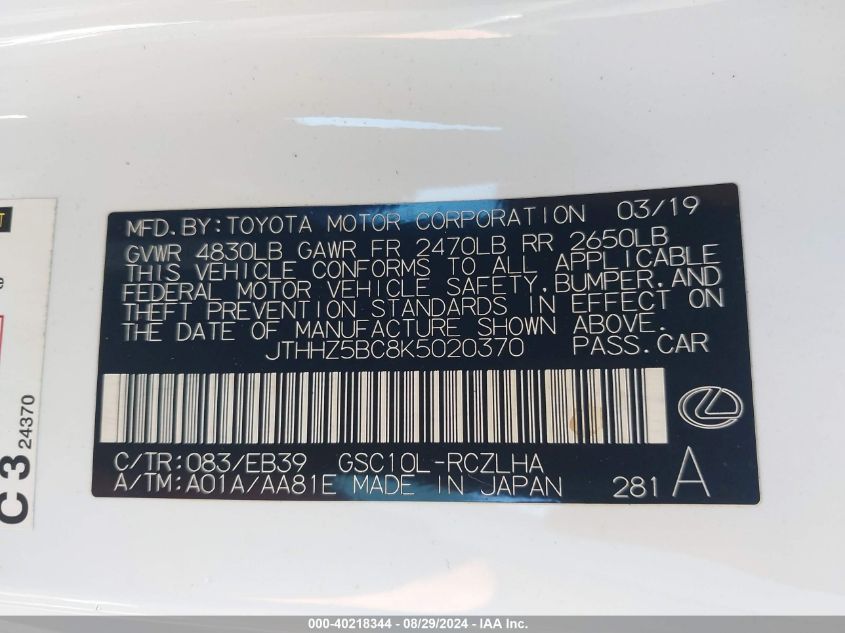 MFD. BY: TOYOTA MOTOR CORPORATION 03/19
GVWR 4830LB GAWR FR 2470LB RR 2650LB
THIS VEHICLE CONFORMS TO ALL APPLICABLE
FEDERAL MOTOR VEHICLE SAFETY, BUMPER, AND
THEFT PREVENTION STANDARDS IN EFFECT ON
THE DATE OF MANUFACTURE SHOWN ABOVE.
JTHHZ5BC8K5020370 PASS. CAR
C/TR: 083/EB39 GSC10L-RCZLHA
A/TM: A01A/AA81E MADE IN JAPAN 281 A
C 3 24370
000-40218344 - 08/29/2024 - IAA Inc.